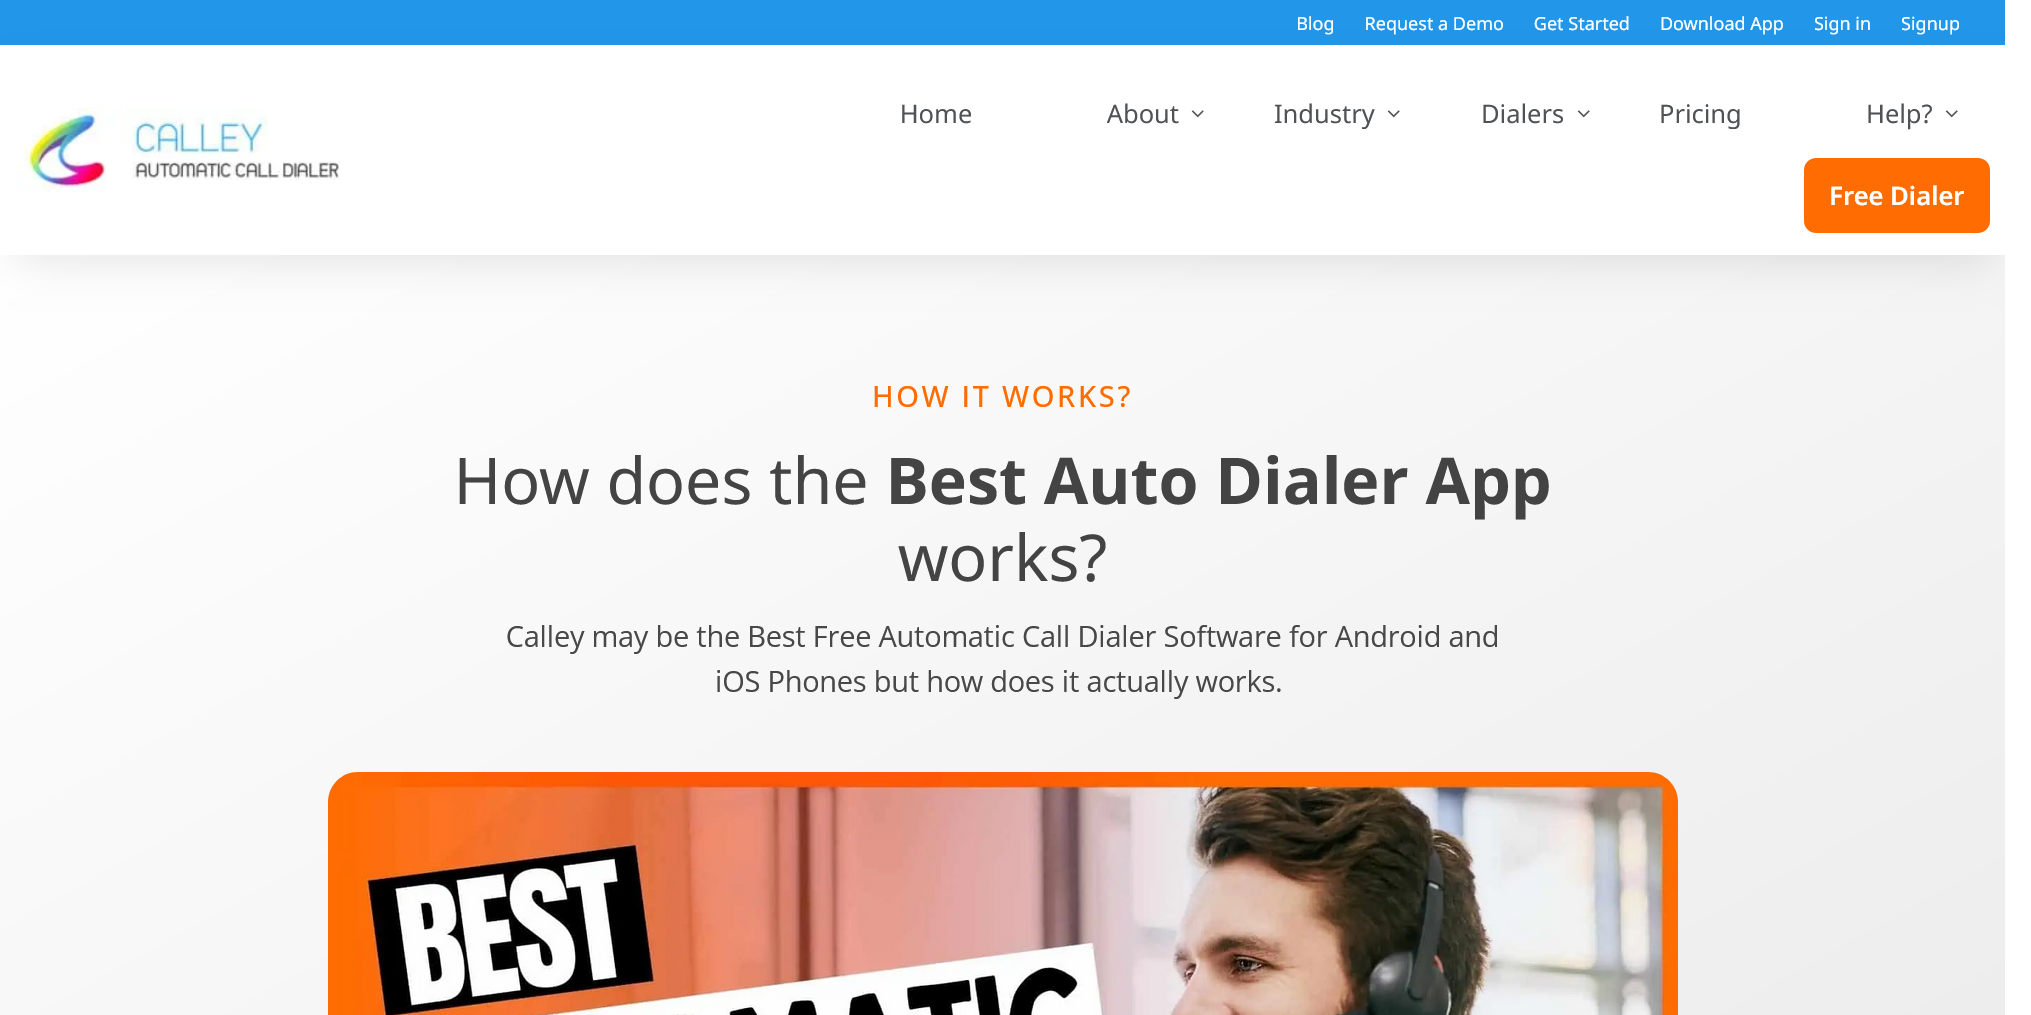 Blog Request a Demo Get Started Download App Sign in Signup
CALLEY
AUTOMATIC CALL DIALER
Home About Industry Dialers Pricing Help?
Free Dialer
HOW IT WORKS?
How does the Best Auto Dialer App
works?
Calley may be the Best Free Automatic Call Dialer Software for Android and
iOS Phones but how does it actually works.
BEST